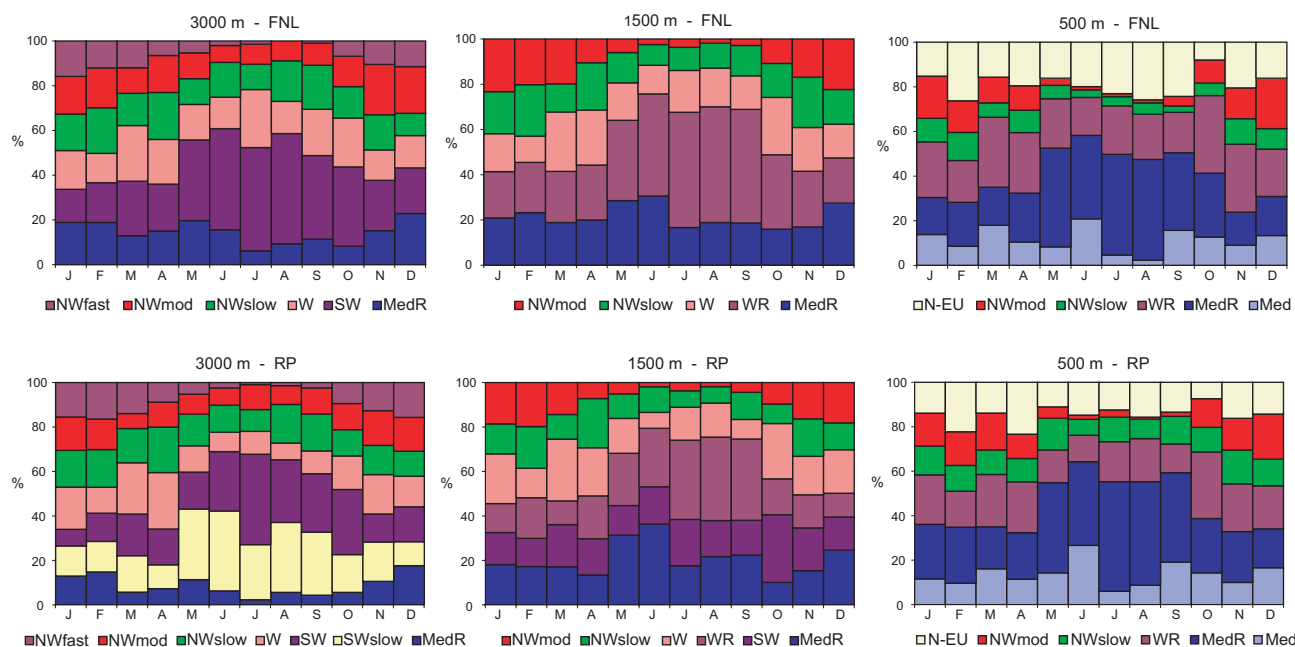 3000 m - FNL
100
80
60
%
40
20
0
J F M A M J J A S O N D
NWfast NWmod NWslow W SW MedR
1500 m - FNL
100
80
60
%
40
20
0
J F M A M J J A S O N D
NWmod NWslow W WR MedR
500 m - FNL
100
80
60
%
40
20
0
J F M A M J J A S O N D
N-EU NWmod NWslow WR MedR Med
3000 m - RP
100
80
60
%
40
20
0
J F M A M J J A S O N D
NWfast NWmod NWslow W SW SWslow MedR
1500 m - RP
100
80
60
%
40
20
0
J F M A M J J A S O N D
NWmod NWslow W WR SW MedR
500 m - RP
100
80
60
%
40
20
0
J F M A M J J A S O N D
N-EU NWmod NWslow WR MedR Med